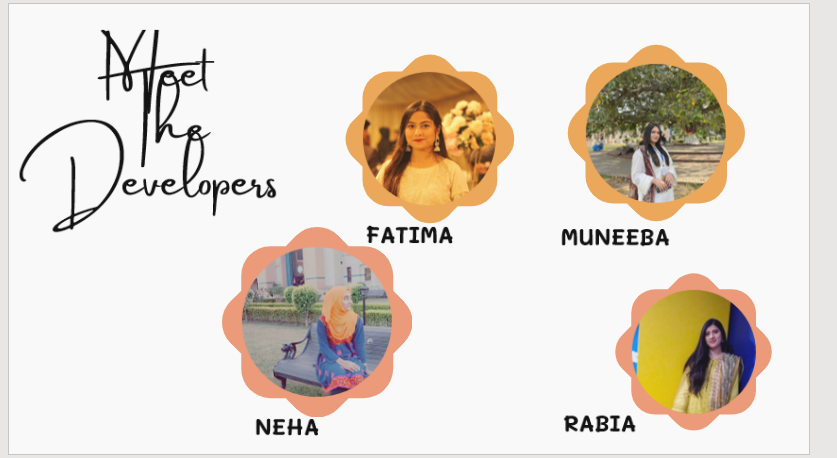 Meet
The
Developers
FATIMA
MUNEEBA
NEHA
RABIA